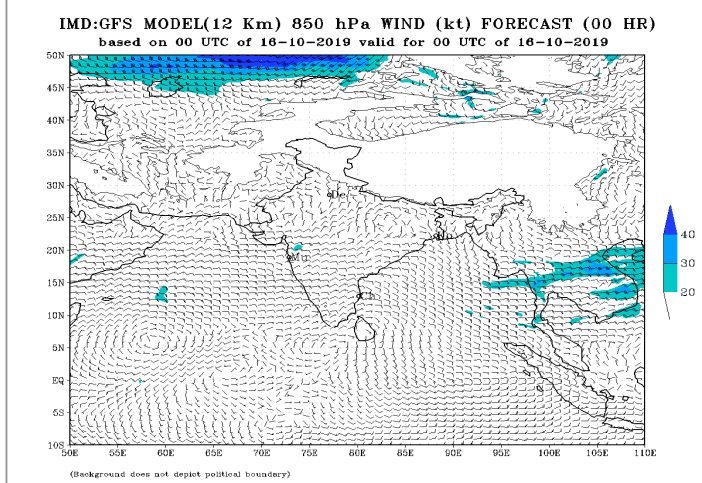 IMD:GFS MODEL(12 Km) 850 hPa WIND (kt) FORECAST (00 HR)
based on 00 UTC of 16-10-2019 valid for 00 UTC of 16-10-2019
50N
45N
40N
35N
30N
De
25N
20N
Mu
15N
Ch
10N
5N
EQ
5S
10S
50E 55E 60E 65E 70E 75E 80E 85E 90E 95E 100E 105E 110E
40
30
20
(Background does not depict political boundary)